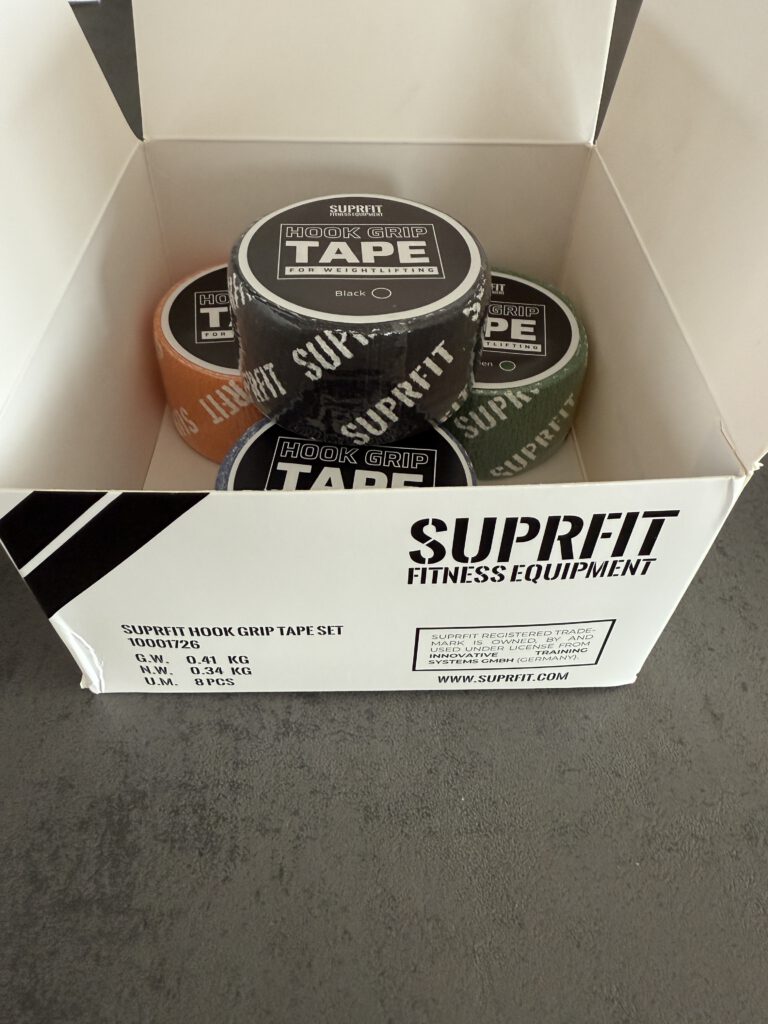 SUPRFIT
FITNESS EQUIPMENT
HOOK GRIP
TAPE
FOR WEIGHTLIFTING
Black
SUPRFIT
SUPRFIT
HOOK GRIP
TAPE
SUPRFIT
FITNESS EQUIPMENT
SUPRFIT HOOK GRIP TAPE SET
10001726
G.W. 0.41 KG
N.W. 0.34 KG
U.M. 8 PCS
SUPRFIT REGISTERED TRADE-
MARK IS OWNED, BY AND
USED UNDER LICENSE FROM
INNOVATIVE TRAINING
SYSTEMS GMBH (GERMANY).
WWW.SUPRFIT.COM